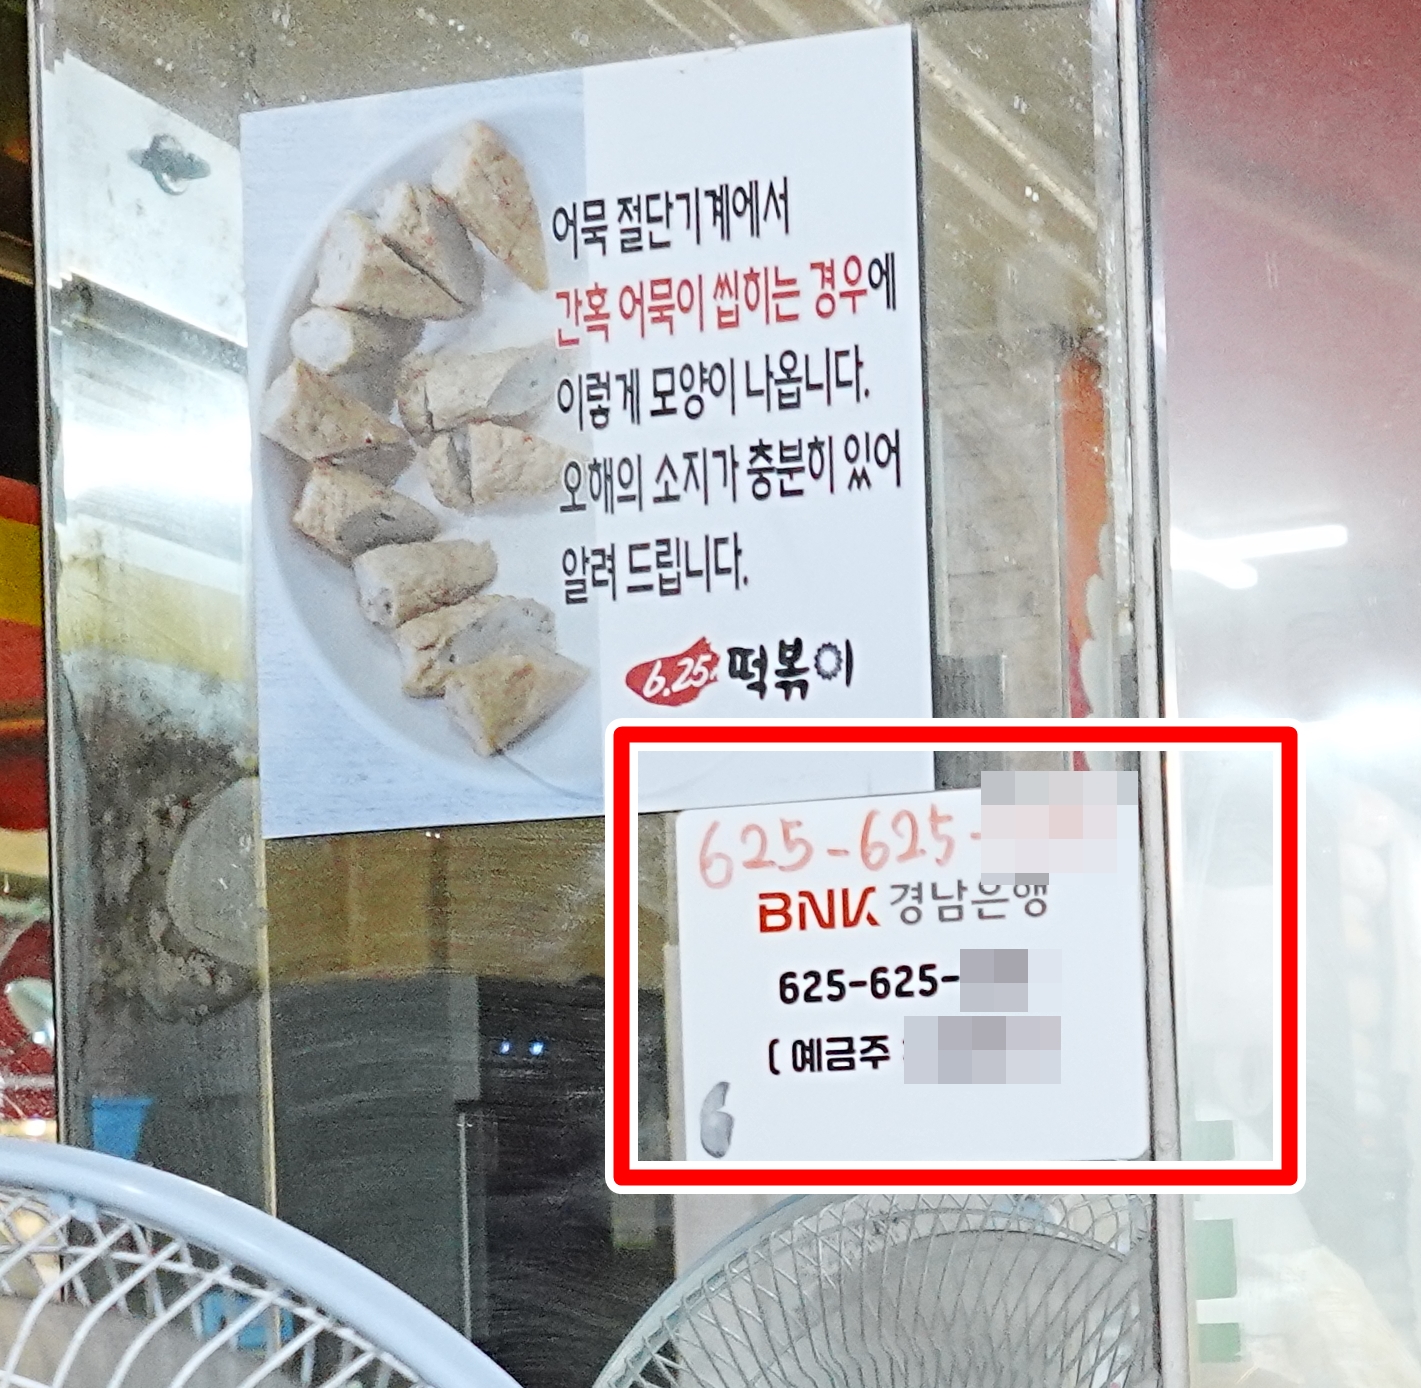 어묵 절단기계에서
간혹 어묵이 씹히는 경우에
이렇게 모양이 나옵니다.
오해의 소지가 충분히 있어
알려 드립니다.
6.25 떡볶이
625-625-
BNK 경남은행
625-625-
( 예금주 :
6